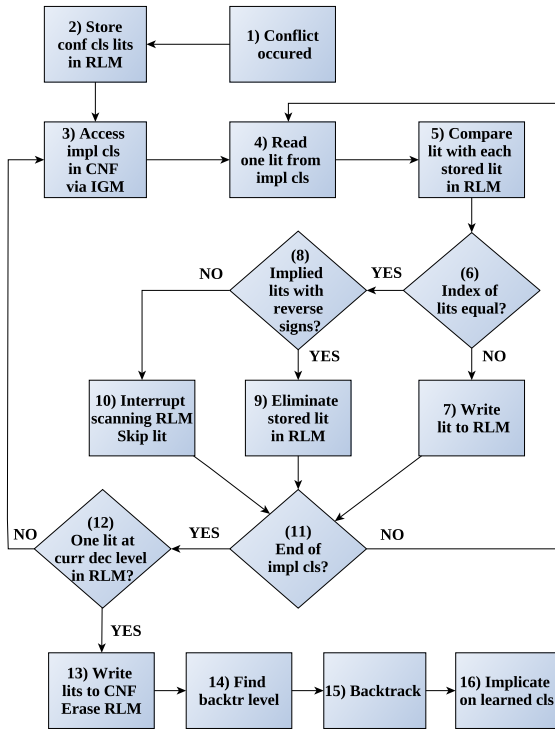 1) Conflict
occured
2) Store
conf cls lits
in RLM
3) Access
impl cls
in CNF
via IGM
4) Read
one lit from
impl cls
5) Compare
lit with each
stored lit
in RLM
(6)
Index of
lits equal?
YES
NO
7) Write
lit to RLM
(8)
Implied
lits with
reverse
signs?
NO
YES
9) Eliminate
stored lit
in RLM
10) Interrupt
scanning RLM
Skip lit
(11)
End of
impl cls?
NO
YES
(12)
One lit at
curr dec level
in RLM?
NO
YES
13) Write
lits to CNF
Erase RLM
14) Find
backtr level
15) Backtrack
16) Implicate
on learned cls